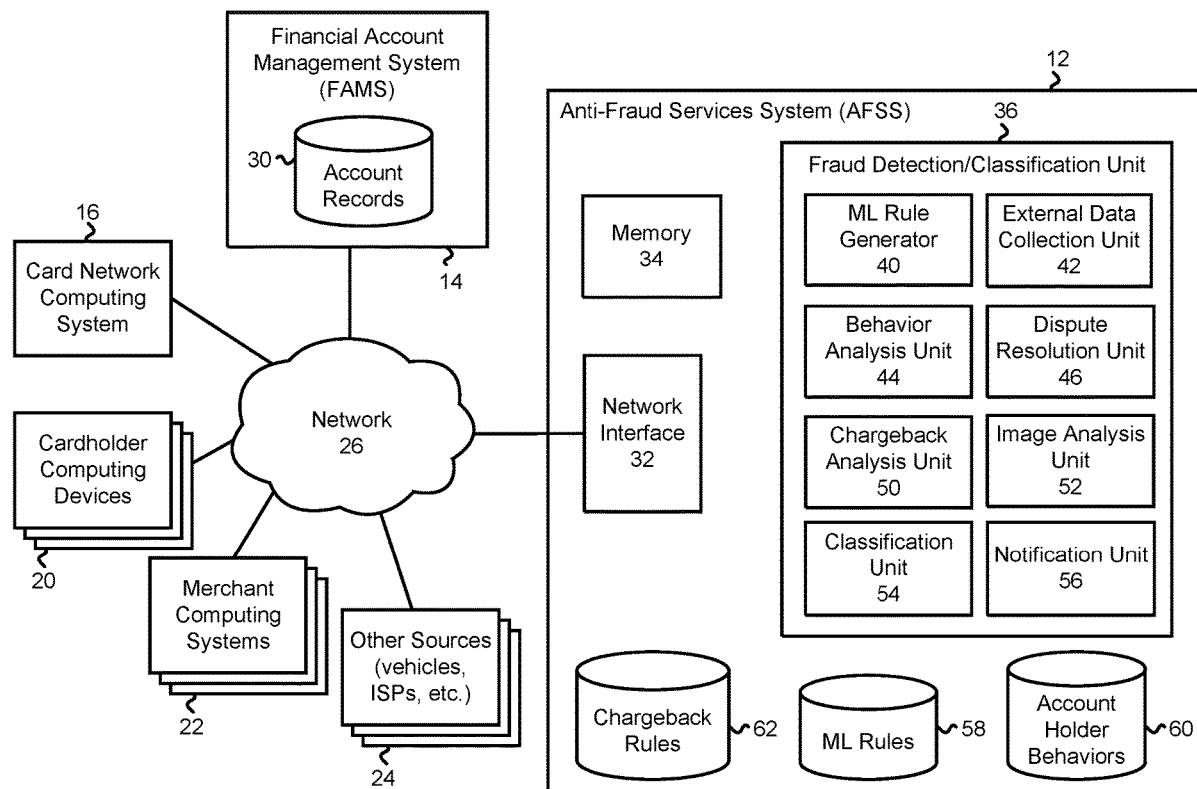 Financial Account
Management System
(FAMS)
30
Account
Records
14
16
Card Network
Computing
System
Network
26
Cardholder
Computing
Devices
20
Merchant
Computing
Systems
22
Other Sources
(vehicles,
ISPs, etc.)
24
12
Anti-Fraud Services System (AFSS)
36
Fraud Detection/Classification Unit
Memory
34
Network
Interface
32
ML Rule
Generator
40
External Data
Collection Unit
42
Behavior
Analysis Unit
44
Dispute
Resolution Unit
46
Chargeback
Analysis Unit
50
Image Analysis
Unit
52
Classification
Unit
54
Notification Unit
56
Chargeback
Rules
62
ML Rules
58
Account
Holder
Behaviors
60